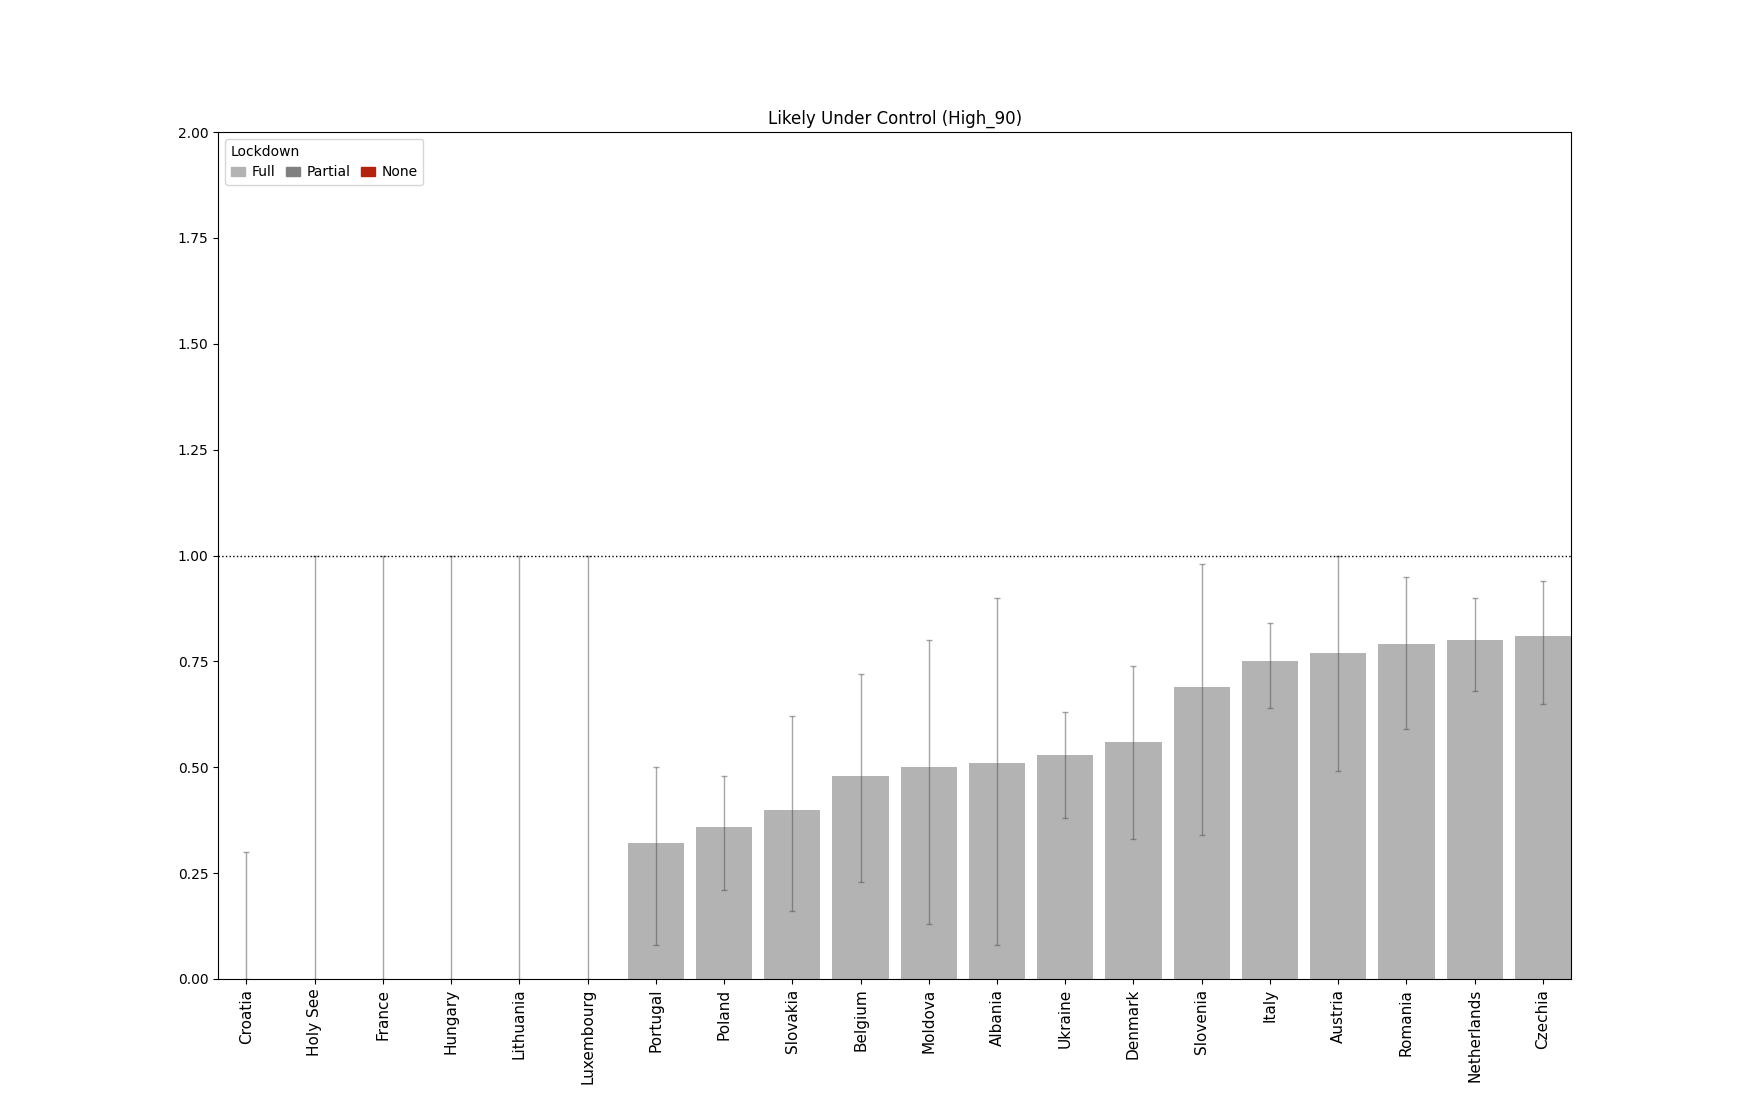 Likely Under Control (High_90)
Lockdown
Full Partial None
2.00
1.75
1.50
1.25
1.00
0.75
0.50
0.25
0.00
Croatia
Holy See
France
Hungary
Lithuania
Luxembourg
Portugal
Poland
Slovakia
Belgium
Moldova
Albania
Ukraine
Denmark
Slovenia
Italy
Austria
Romania
Netherlands
Czechia